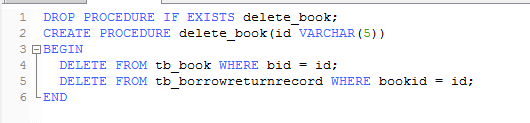 1 DROP PROCEDURE IF EXISTS delete_book;
2 CREATE PROCEDURE delete_book(id VARCHAR(5))
3 BEGIN
4 DELETE FROM tb_book WHERE bid = id;
5 DELETE FROM tb_borrowreturnrecord WHERE bookid = id;
6 END